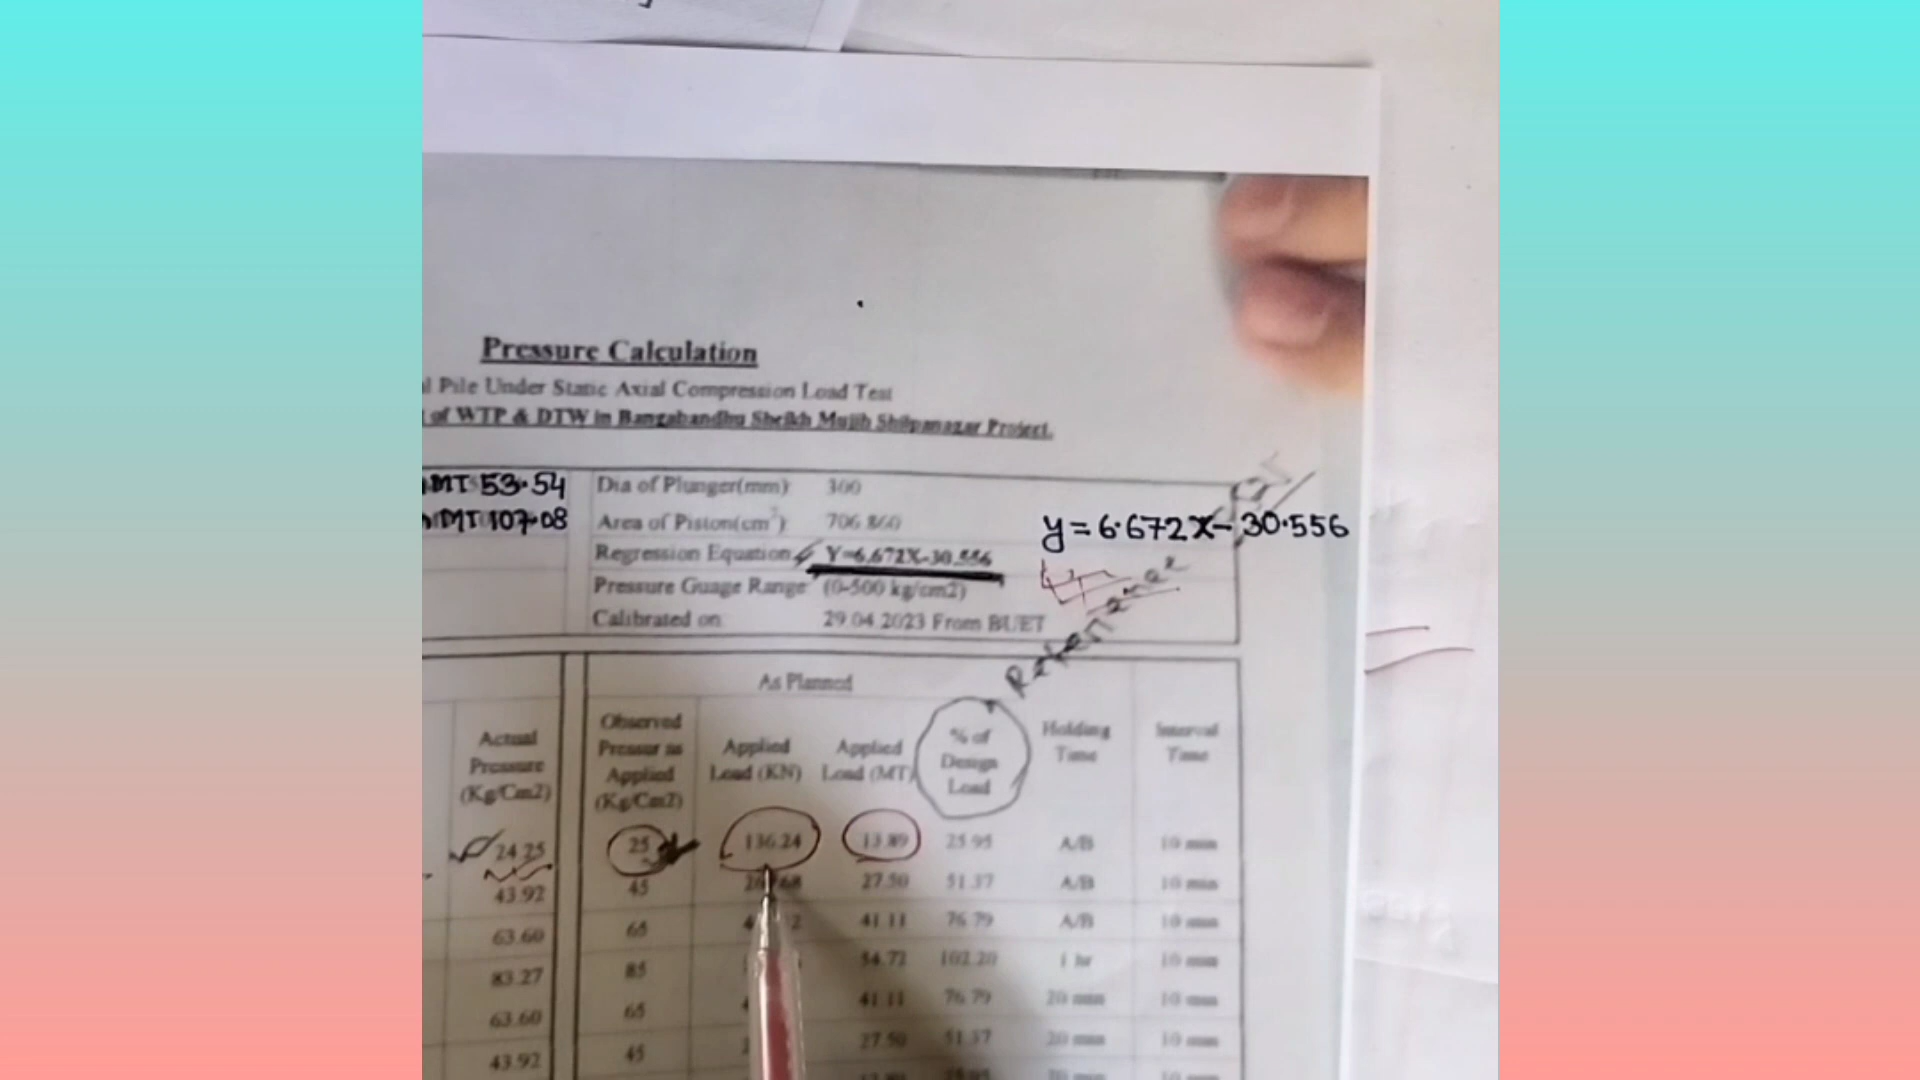 Pressure Calculation
l Pile Under Static Axial Compression Load Test
of WTP & DTW in Bangabandhu Sheikh Mujib Shilpanagar Project.
MT 53.54 Dia of Plunger(mm) 300
MT 107.08 Area of Piston(cm²) 706.860
y = 6.672x - 30.556
Regression Equation Y=6.672X-30.556
Pressure Guage Range (0-500 kg/cm2)
Calibrated on 29.04.2023 From BUET
As Planned
Actual Pressure (Kg/Cm2) Observed Pressur as Applied (Kg/Cm2) Applied Load (KN) Applied Load (MT) % of Design Load Holding Time Interval Time
24.25 25 136.24 13.89 25.95 A/B 10 min
43.92 45 27.50 51.37 A/B 10 min
63.60 65 41.11 76.79 A/B 10 min
83.27 85 54.72 102.20 1 hr 10 min
63.60 65 41.11 76.79 20 min 10 min
43.92 45 27.50 51.37 20 min 10 min